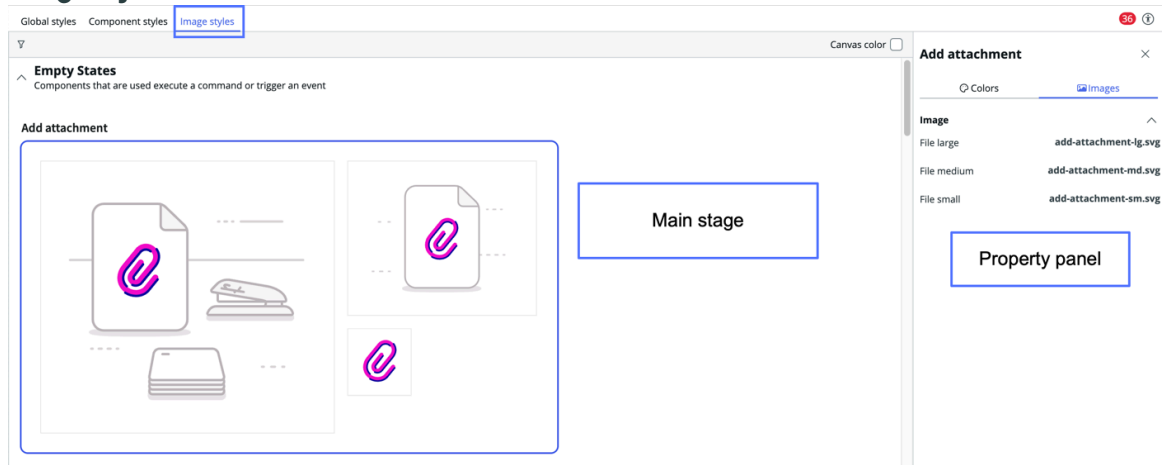 Global styles Component styles Image styles
36
Canvas color
Empty States
Components that are used execute a command or trigger an event
Add attachment
Main stage
Add attachment
Colors Images
Image
File large add-attachment-lg.svg
File medium add-attachment-md.svg
File small add-attachment-sm.svg
Property panel